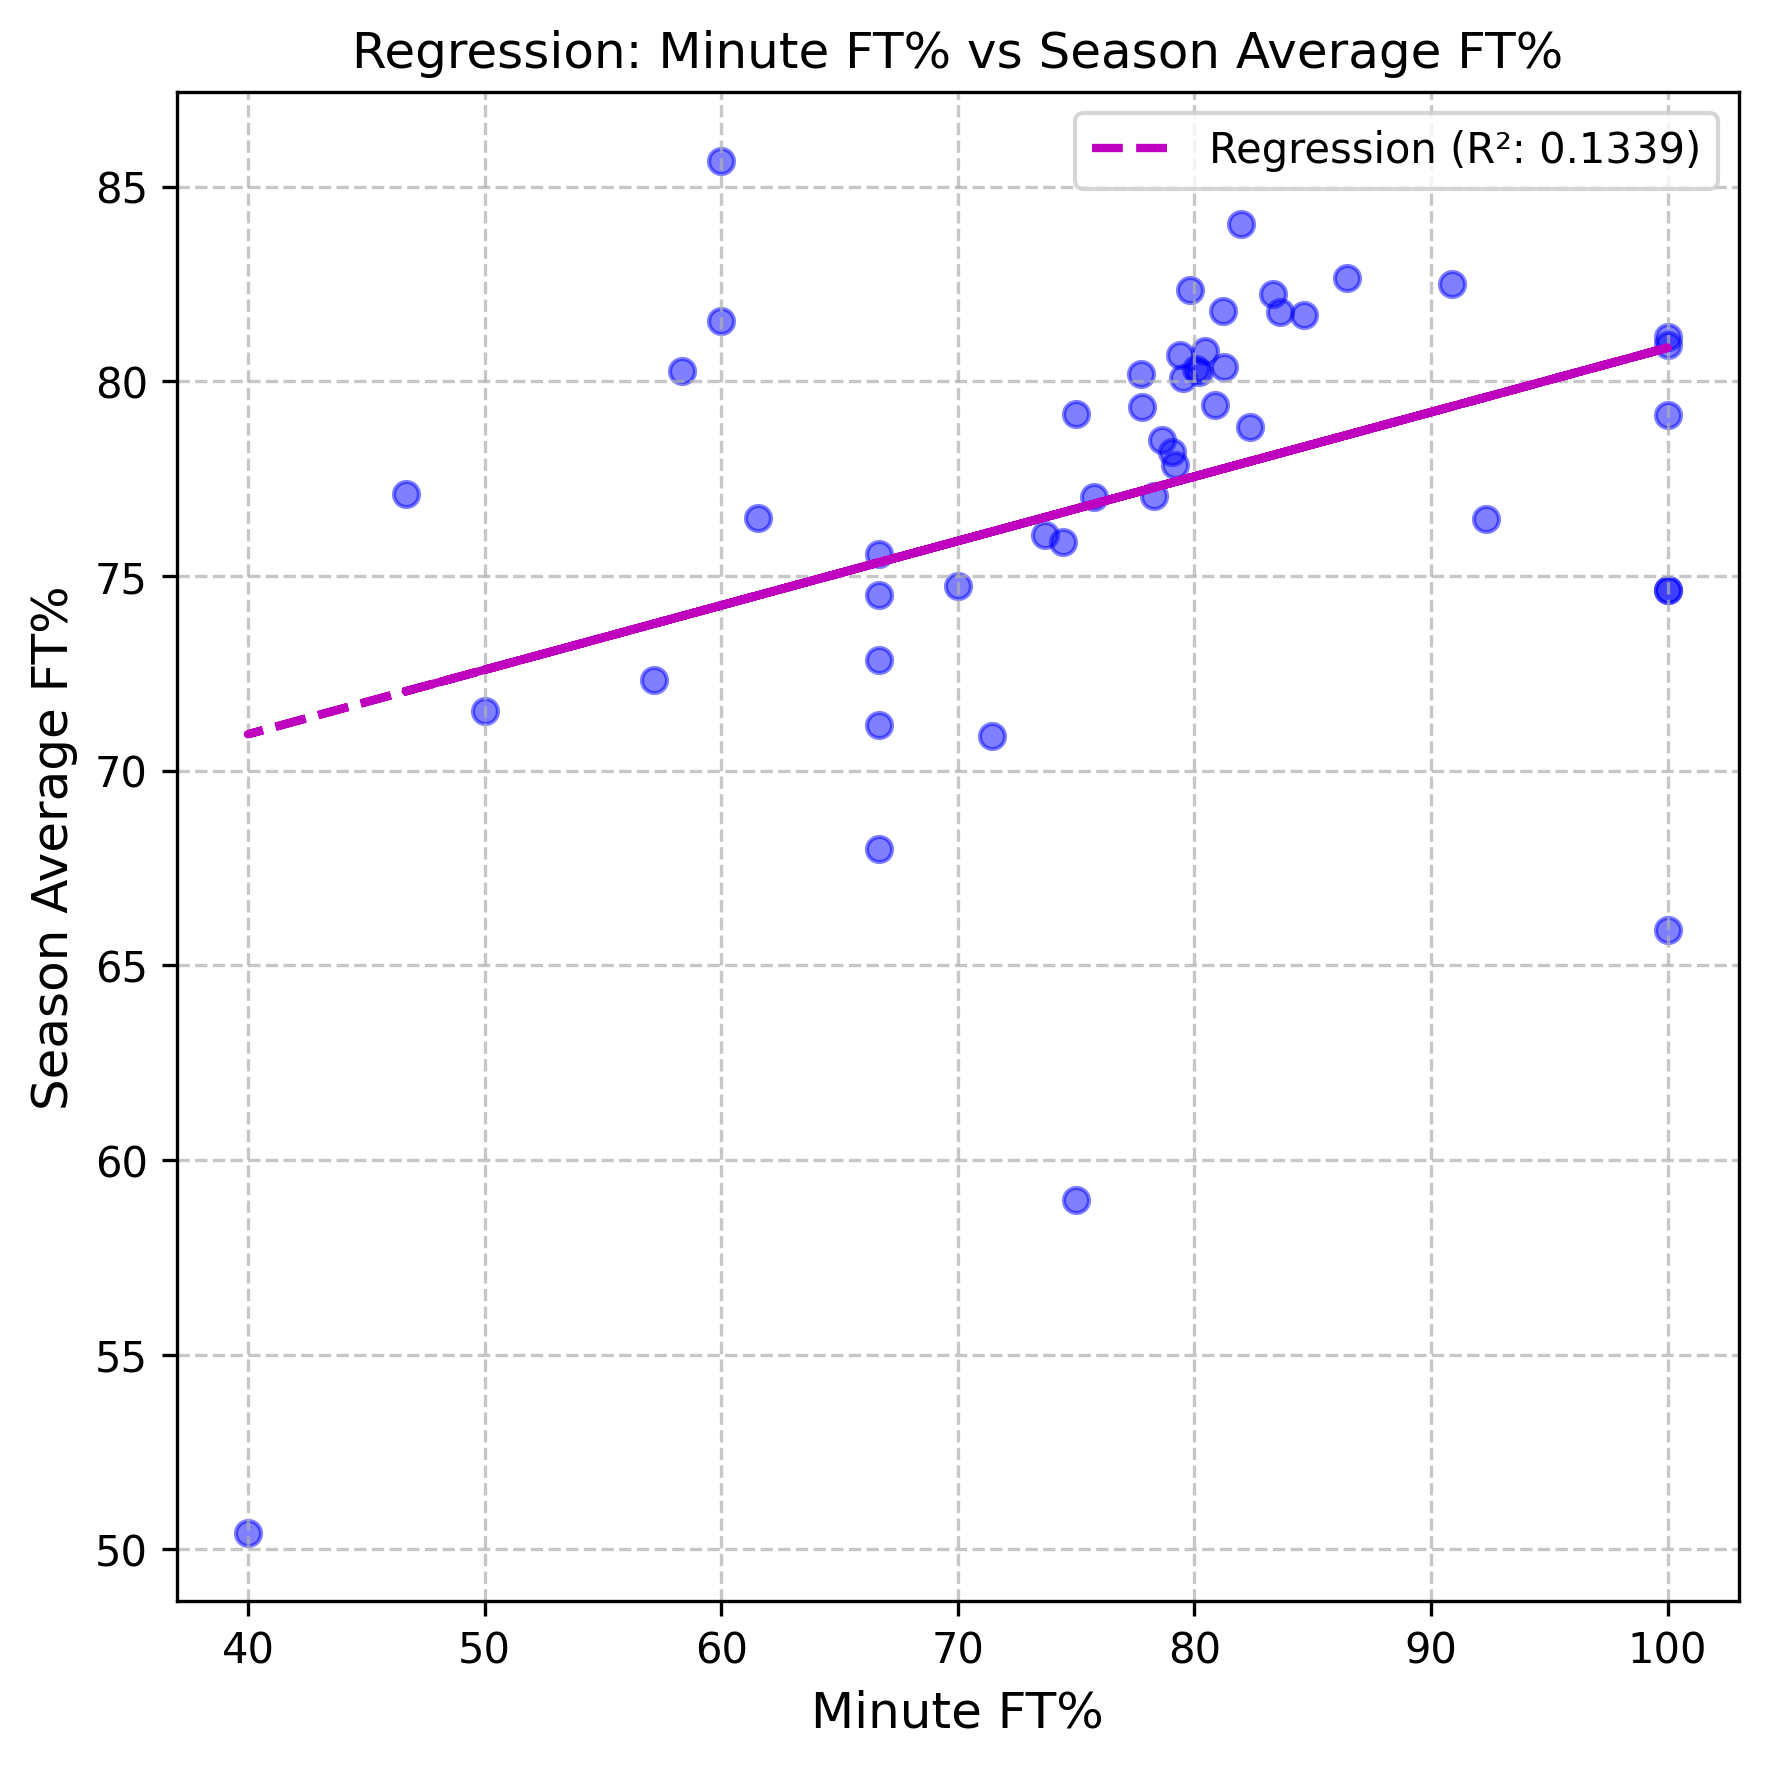 Regression: Minute FT% vs Season Average FT%
Regression (R²: 0.1339)
85
80
75
70
65
60
55
50
Season Average FT%
40 50 60 70 80 90 100
Minute FT%